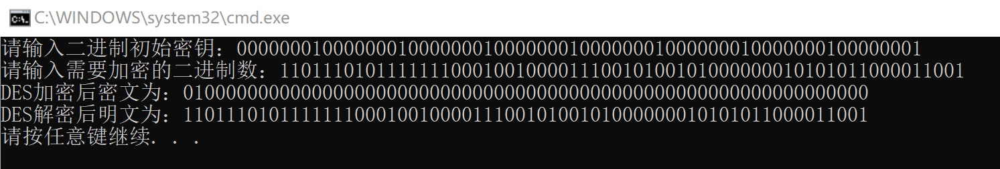 C:\WINDOWS\system32\cmd.exe
请输入二进制初始密钥：0000000100000001000000010000000100000001000000010000000100000001
请输入需要加密的二进制数：1101110101111111000100100001110010100101000000010101011000011001
DES加密后密文为：0100000000000000000000000000000000000000000000000000000000000000
DES解密后明文为：1101110101111111000100100001110010100101000000010101011000011001
请按任意键继续. . .